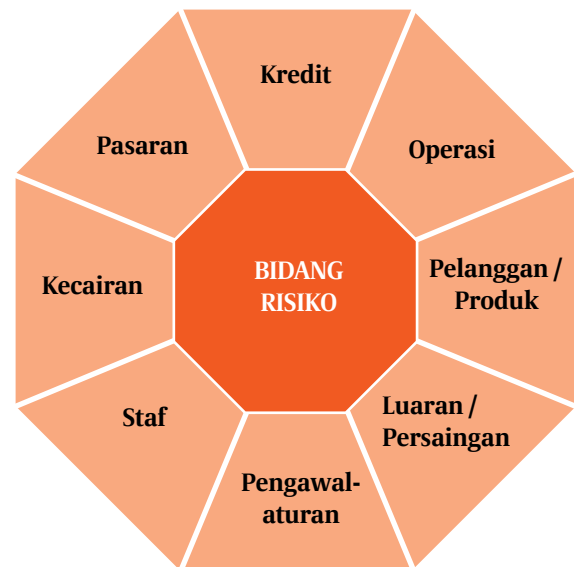 Kredit
Operasi
Pelanggan /
Produk
Luaran /
Persaingan
Pengawal-
aturan
Staf
Kecairan
Pasaran
BIDANG
RISIKO